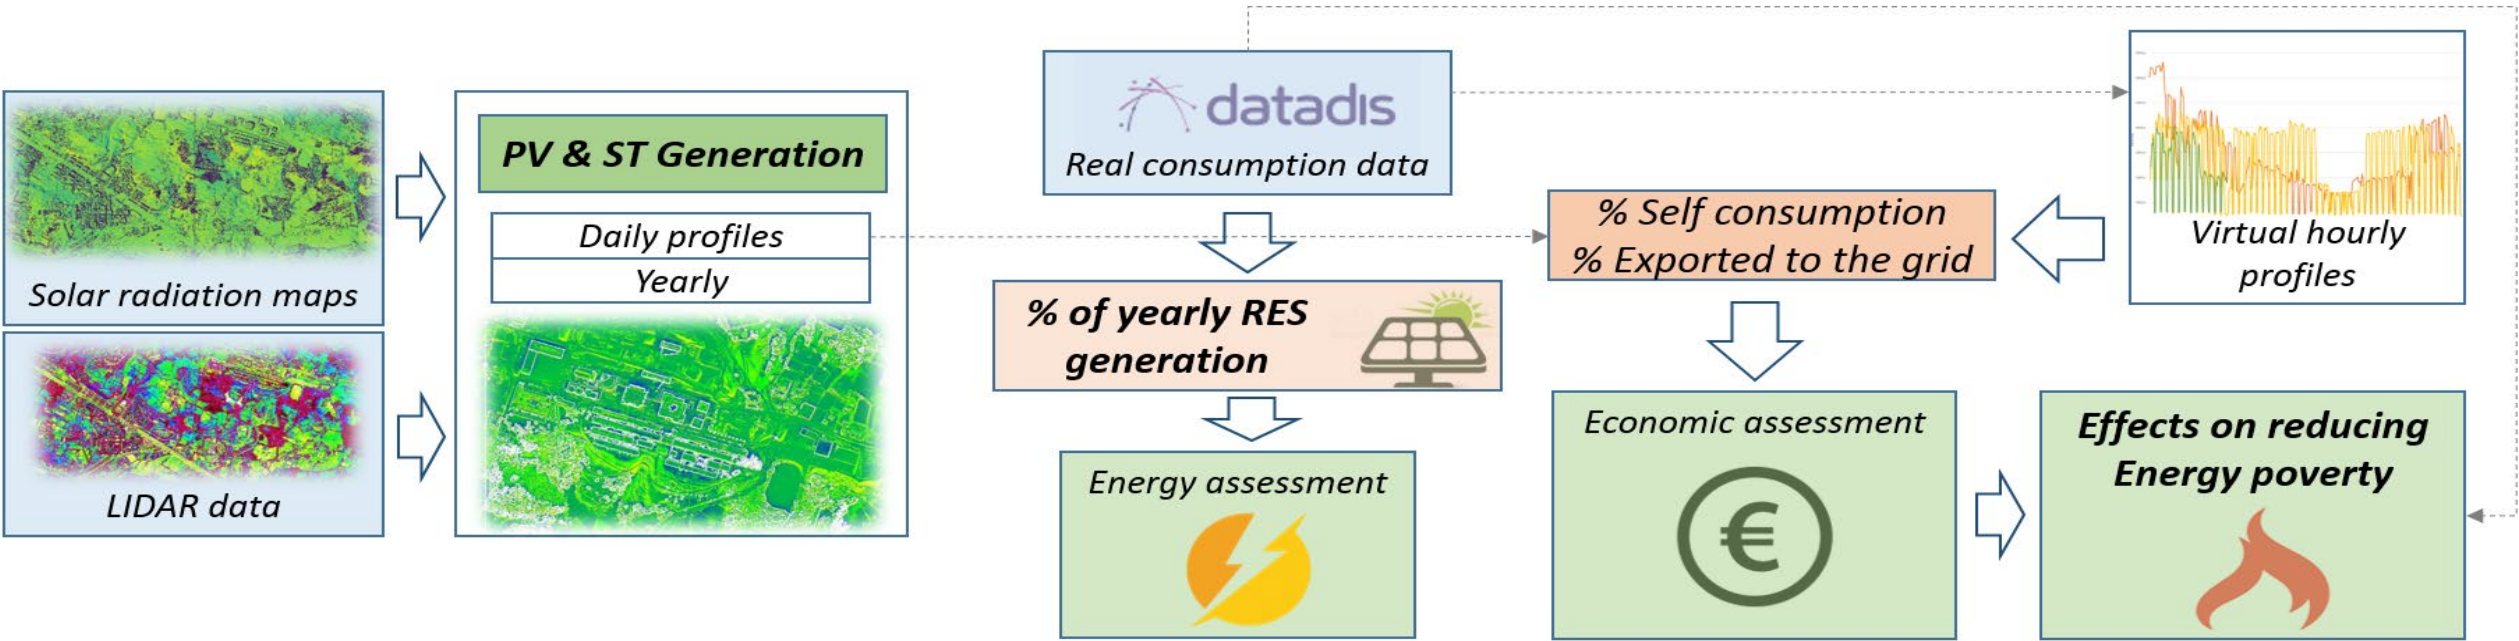 Solar radiation maps
LIDAR data
PV & ST Generation
Daily profiles
Yearly
datadis
Real consumption data
% of yearly RES
generation
Energy assessment
% Self consumption
% Exported to the grid
Economic assessment
€
Virtual hourly
profiles
Effects on reducing
Energy poverty